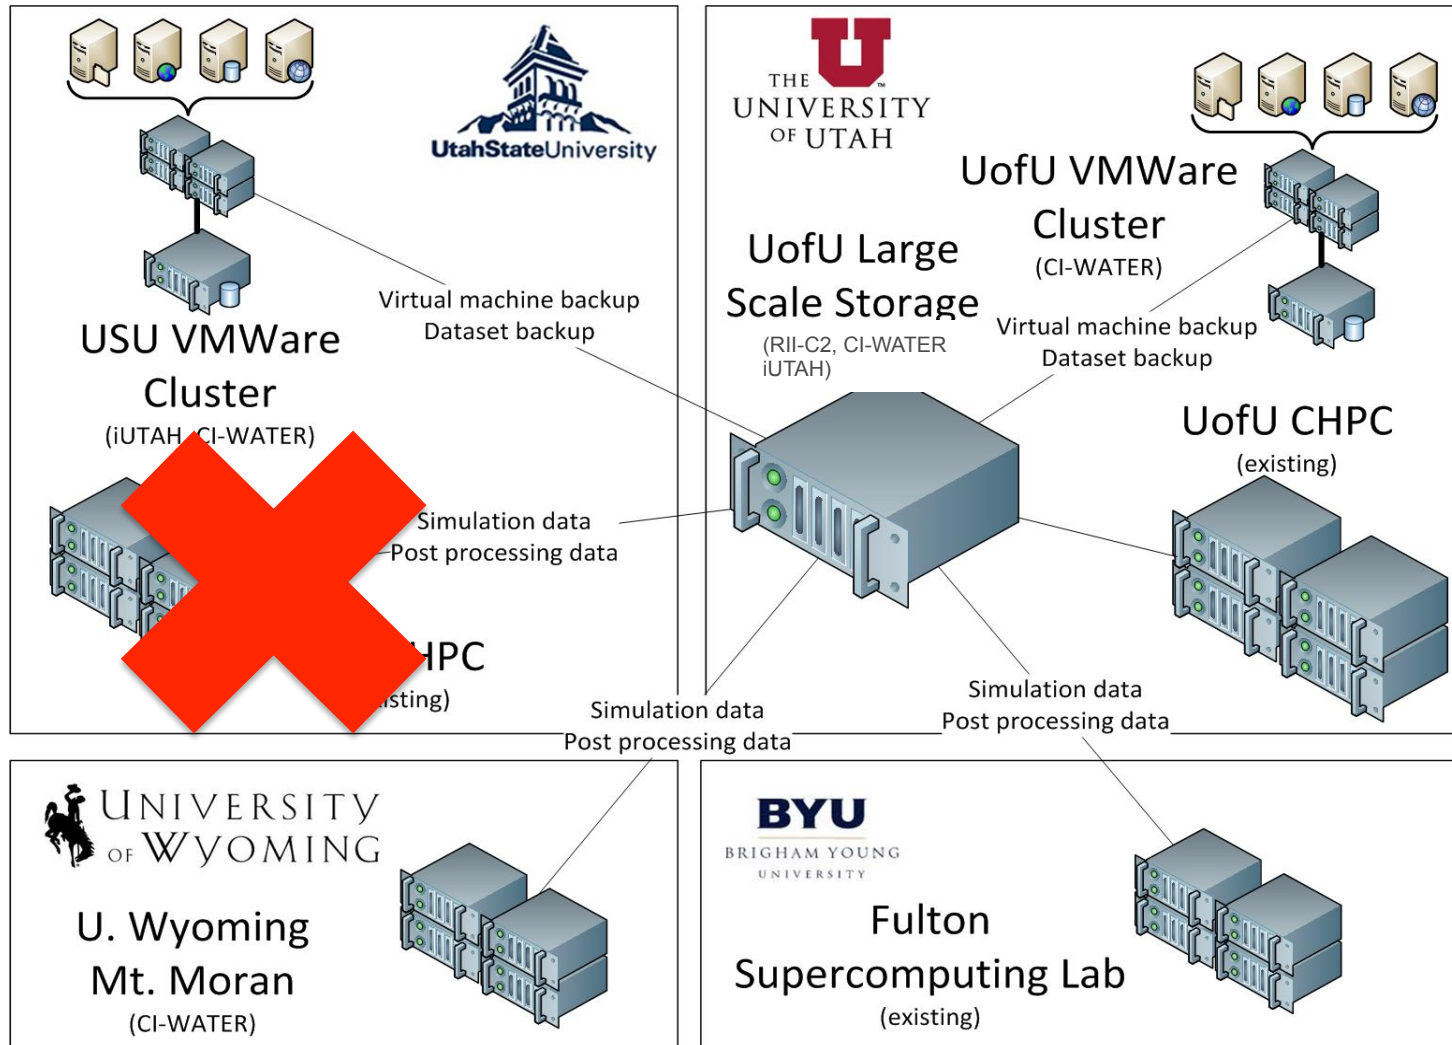 UtahStateUniversity
Virtual machine backup
Dataset backup
USU VMWare
Cluster
(iUTAH, CI-WATER)
Simulation data
Post processing data
HPC
THE
UNIVERSITY
OF UTAH
UofU VMWare
Cluster
(CI-WATER)
UofU Large
Scale Storage
(RII-C2, CI-WATER
iUTAH)
Virtual machine backup
Dataset backup
UofU CHPC
(existing)
Simulation data
Post processing data
Simulation data
Post processing data
UNIVERSITY
OF WYOMING
U. Wyoming
Mt. Moran
(CI-WATER)
BYU
BRIGHAM YOUNG
UNIVERSITY
Fulton
Supercomputing Lab
(existing)